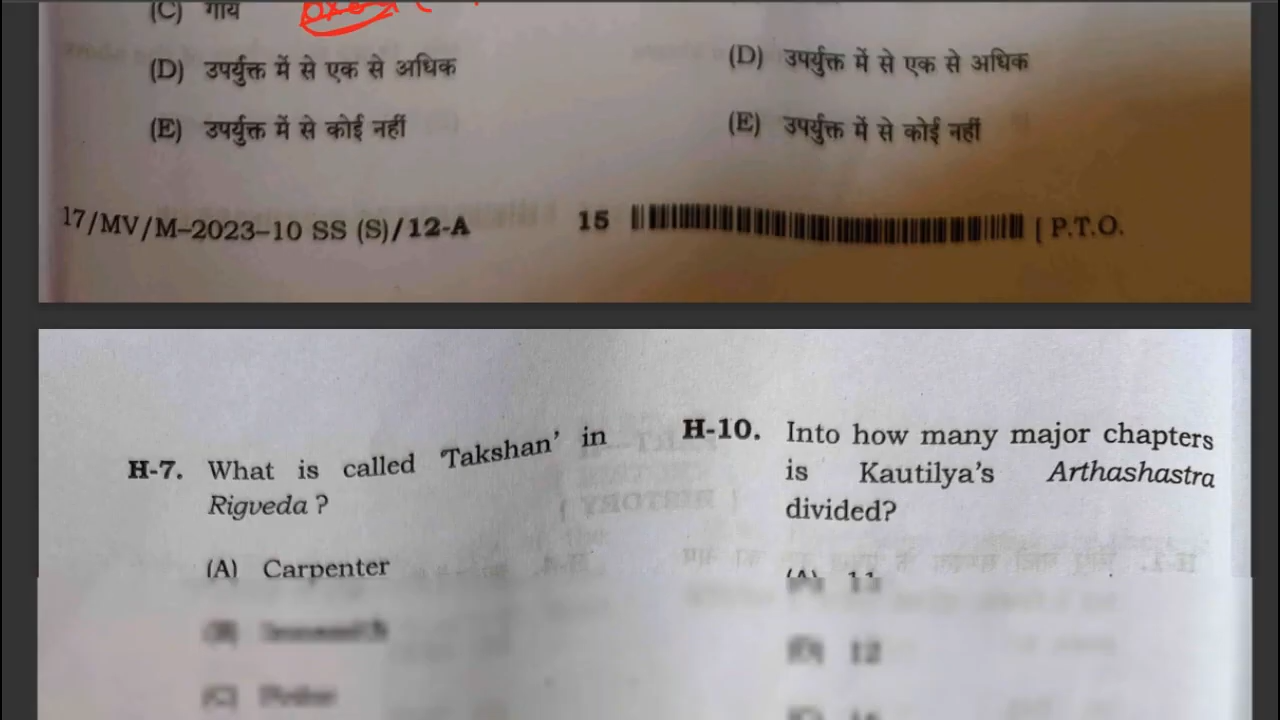 (C) गाय
(D) उपर्युक्त में से एक से अधिक
(E) उपर्युक्त में से कोई नहीं
(D) उपर्युक्त में से एक से अधिक
(E) उपर्युक्त में से कोई नहीं
17/MV/M–2023–10 SS (S)/12-A 15 [ P.T.O.
H-7. What is called 'Takshan' in
Rigveda ?
(A) Carpenter
H-10. Into how many major chapters
is Kautilya's Arthashastra
divided?
(A) 11
12